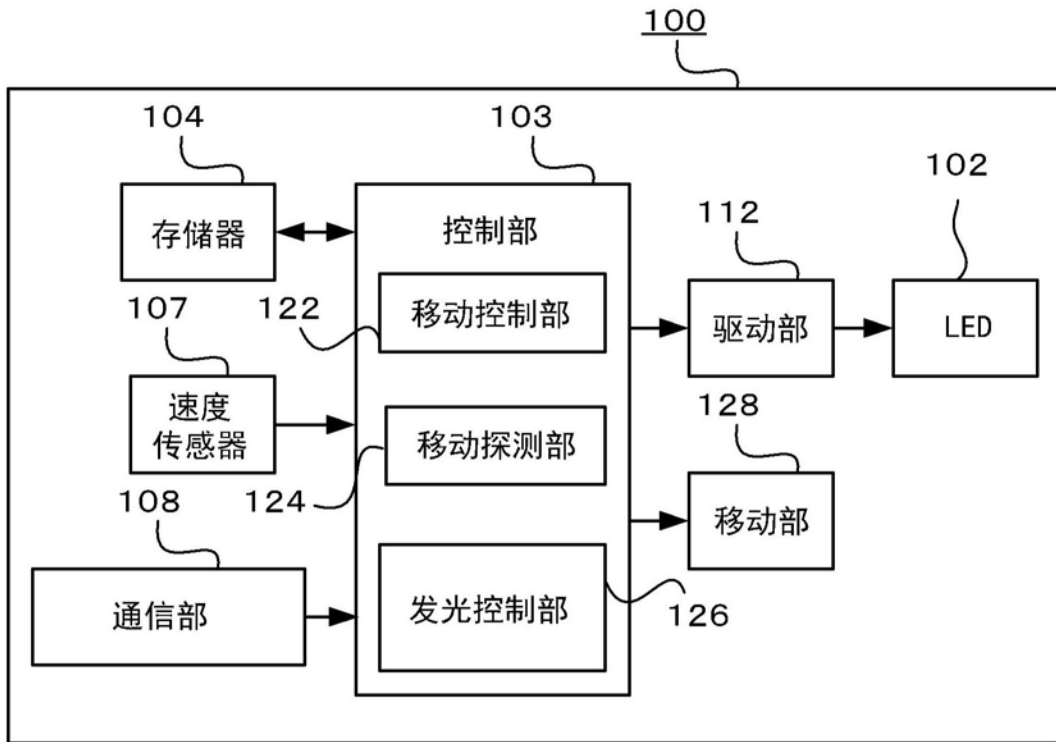 100
104
103
102
存储器
控制部
112
107
122
移动控制部
驱动部
LED
速度
传感器
128
124
移动探测部
108
移动部
通信部
发光控制部
126